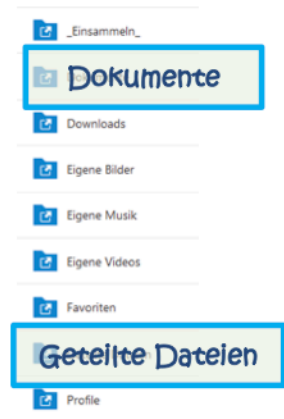 _Einsammeln_
Dokumente
Downloads
Eigene Bilder
Eigene Musik
Eigene Videos
Favoriten
Geteilte Dateien
Profile